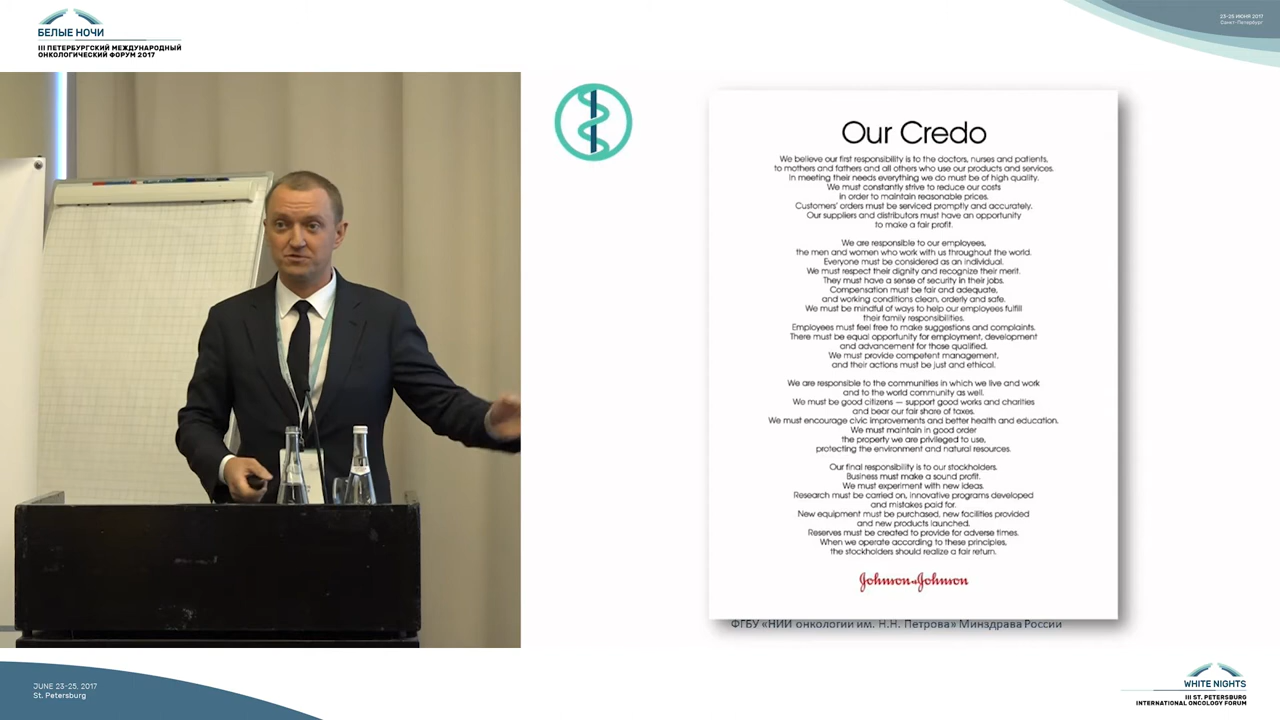 БЕЛЫЕ НОЧИ
III ПЕТЕРБУРГСКИЙ МЕЖДУНАРОДНЫЙ
ОНКОЛОГИЧЕСКИЙ ФОРУМ 2017
23-25 ИЮНЯ 2017
Санкт-Петербург
Our Credo
We believe our first responsibility is to the doctors, nurses and patients,
to mothers and fathers and all others who use our products and services.
In meeting their needs everything we do must be of high quality.
We must constantly strive to reduce our costs
in order to maintain reasonable prices.
Customers' orders must be serviced promptly and accurately.
Our suppliers and distributors must have an opportunity
to make a fair profit.
We are responsible to our employees,
the men and women who work with us throughout the world.
Everyone must be considered as an individual.
We must respect their dignity and recognize their merit.
They must have a sense of security in their jobs.
Compensation must be fair and adequate,
and working conditions clean, orderly and safe.
We must be mindful of ways to help our employees fulfill
their family responsibilities.
Employees must feel free to make suggestions and complaints.
There must be equal opportunity for employment, development
and advancement for those qualified.
We must provide competent management,
and their actions must be just and ethical.
We are responsible to the communities in which we live and work
and to the world community as well.
We must be good citizens — support good works and charities
and bear our fair share of taxes.
We must encourage civic improvements and better health and education.
We must maintain in good order
the property we are privileged to use,
protecting the environment and natural resources.
Our final responsibility is to our stockholders.
Business must make a sound profit.
We must experiment with new ideas.
Research must be carried on, innovative programs developed
and mistakes paid for.
New equipment must be purchased, new facilities provided
and new products launched.
Reserves must be created to provide for adverse times.
When we operate according to these principles,
the stockholders should realize a fair return.
Johnson&Johnson
ФГБУ «НИИ онкологии им. Н.Н. Петрова» Минздрава России
JUNE 23-25, 2017
St. Petersburg
WHITE NIGHTS
III ST. PETERSBURG
INTERNATIONAL ONCOLOGY FORUM